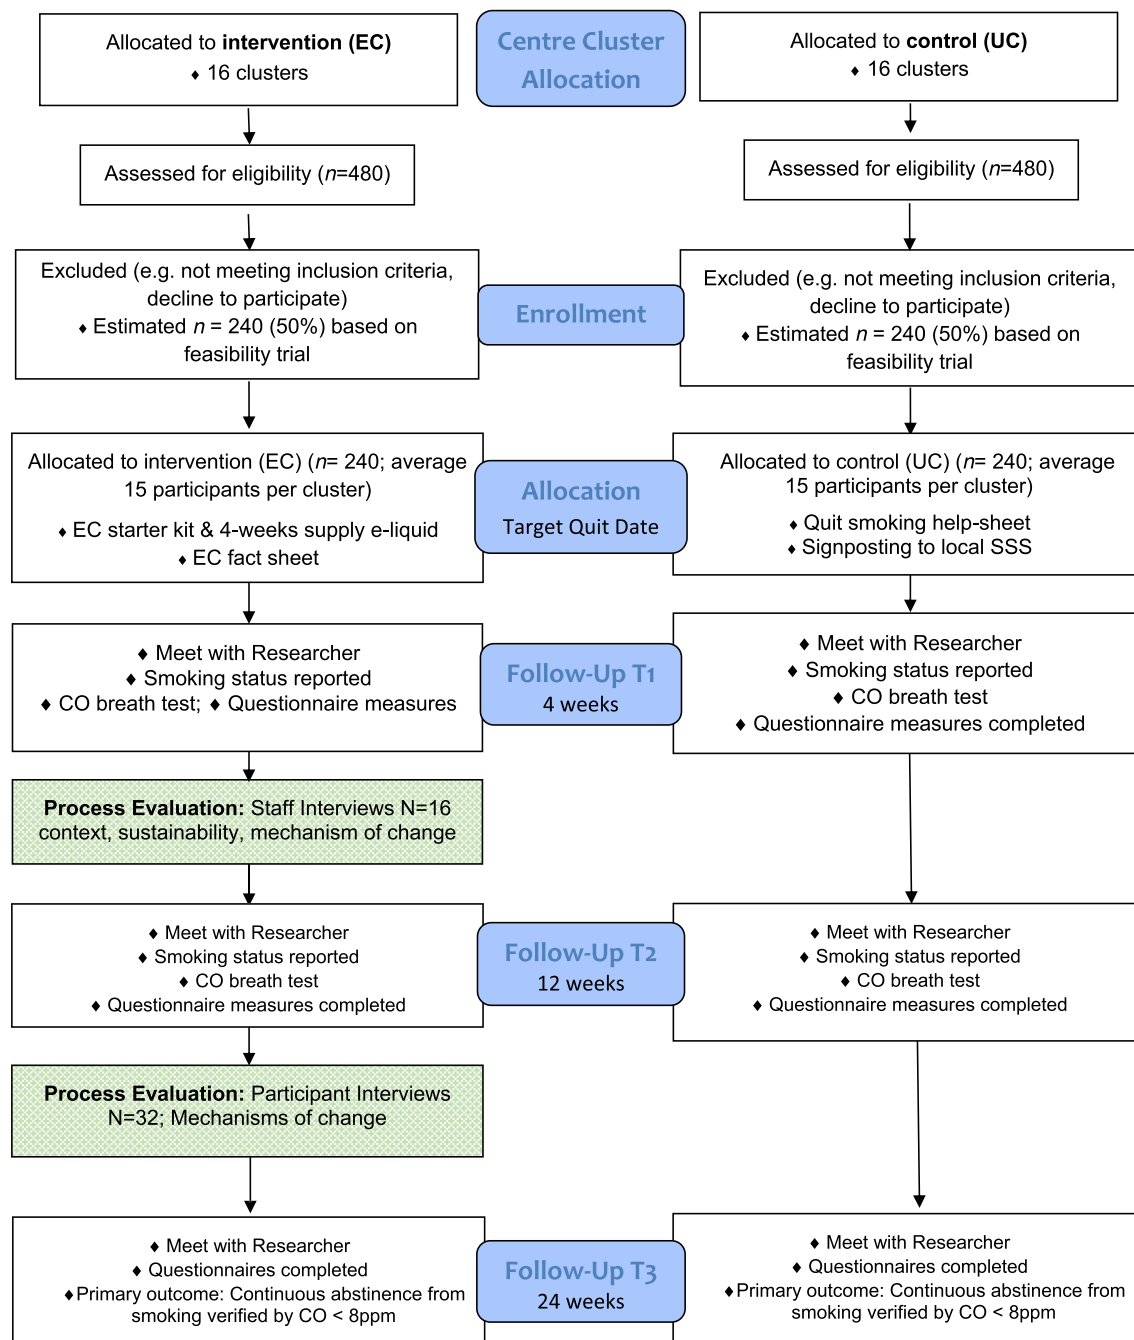 Allocated to intervention (EC)
♦ 16 clusters
Centre Cluster
Allocation
Allocated to control (UC)
♦ 16 clusters
Assessed for eligibility (n=480)
Assessed for eligibility (n=480)
Excluded (e.g. not meeting inclusion criteria,
decline to participate)
♦ Estimated n = 240 (50%) based on
feasibility trial
Enrollment
Excluded (e.g. not meeting inclusion criteria,
decline to participate)
♦ Estimated n = 240 (50%) based on
feasibility trial
Allocated to intervention (EC) (n= 240; average
15 participants per cluster)
♦ EC starter kit & 4-weeks supply e-liquid
♦ EC fact sheet
Allocation
Target Quit Date
Allocated to control (UC) (n= 240; average
15 participants per cluster)
♦ Quit smoking help-sheet
♦ Signposting to local SSS
♦ Meet with Researcher
♦ Smoking status reported
♦ CO breath test; ♦ Questionnaire measures
Follow-Up T1
4 weeks
♦ Meet with Researcher
♦ Smoking status reported
♦ CO breath test
♦ Questionnaire measures completed
Process Evaluation: Staff Interviews N=16
context, sustainability, mechanism of change
♦ Meet with Researcher
♦ Smoking status reported
♦ CO breath test
♦ Questionnaire measures completed
Follow-Up T2
12 weeks
♦ Meet with Researcher
♦ Smoking status reported
♦ CO breath test
♦ Questionnaire measures completed
Process Evaluation: Participant Interviews
N=32; Mechanisms of change
♦ Meet with Researcher
♦ Questionnaires completed
♦Primary outcome: Continuous abstinence from
smoking verified by CO < 8ppm
Follow-Up T3
24 weeks
♦ Meet with Researcher
♦ Questionnaires completed
♦Primary outcome: Continuous abstinence from
smoking verified by CO < 8ppm